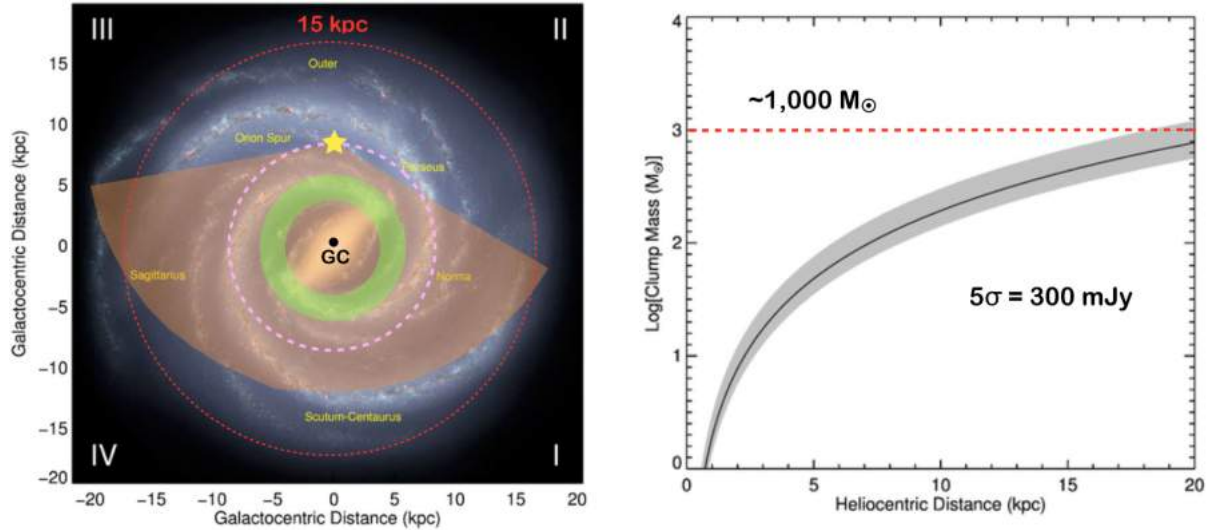 III
15 kpc
II
Outer
Orion Spur
Perseus
GC
Sagittarius
Norma
Scutum-Centaurus
IV
I
Galactocentric Distance (kpc)
15
10
5
0
−5
−10
−15
−20
−20 −15 −10 −5 0 5 10 15 20
Galactocentric Distance (kpc)
Log[Clump Mass (M⊙)]
4
3
2
1
0
~1,000 M⊙
5σ = 300 mJy
0 5 10 15 20
Heliocentric Distance (kpc)